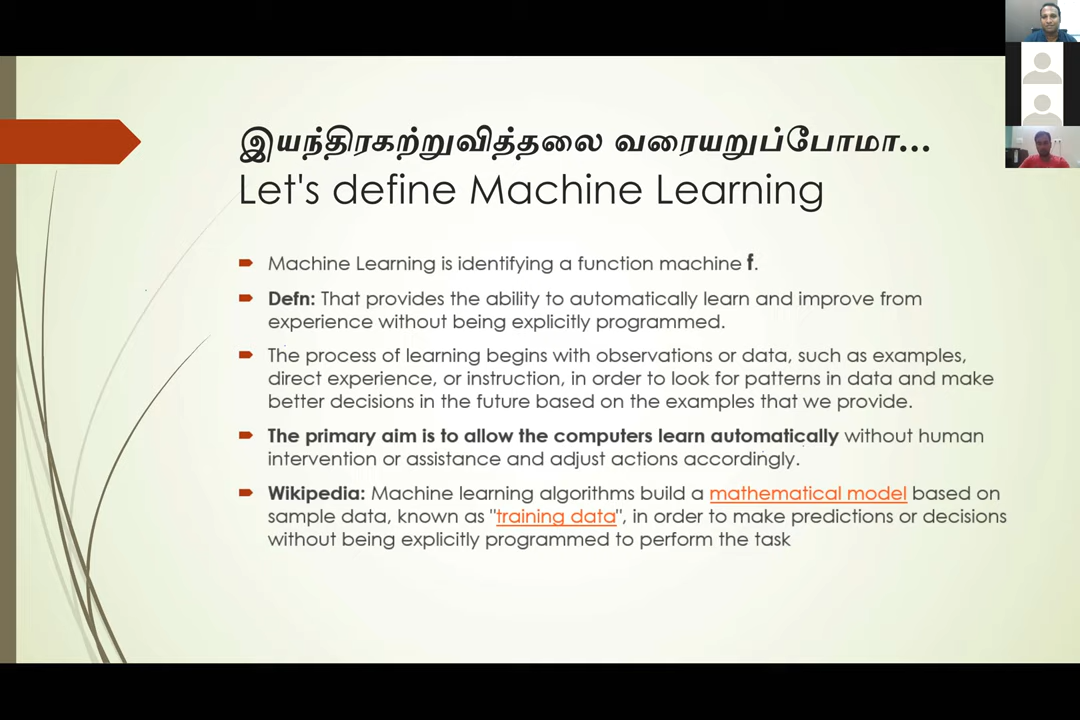 இயந்திரகற்றுவித்தலை வரையறுப்போமா...
Let's define Machine Learning
Machine Learning is identifying a function machine f.
Defn: That provides the ability to automatically learn and improve from
experience without being explicitly programmed.
The process of learning begins with observations or data, such as examples,
direct experience, or instruction, in order to look for patterns in data and make
better decisions in the future based on the examples that we provide.
The primary aim is to allow the computers learn automatically without human
intervention or assistance and adjust actions accordingly.
Wikipedia: Machine learning algorithms build a mathematical model based on
sample data, known as "training data", in order to make predictions or decisions
without being explicitly programmed to perform the task